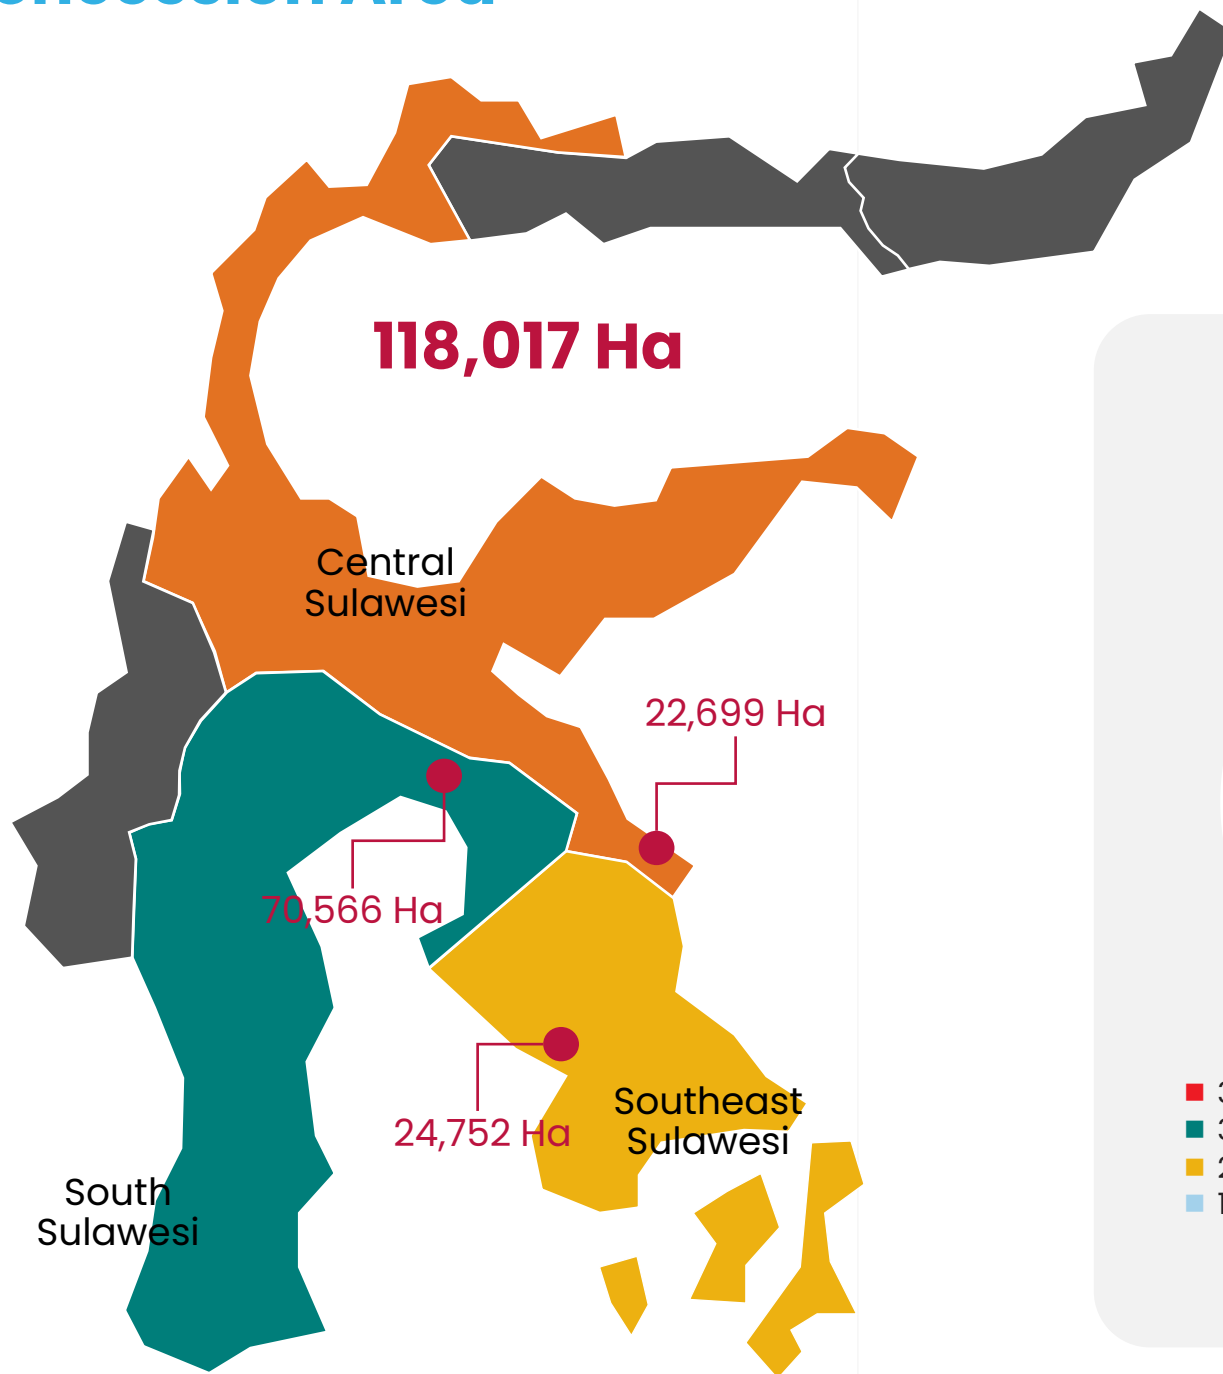 118,017 Ha
Central
Sulawesi
22,699 Ha
70,566 Ha
24,752 Ha
Southeast
Sulawesi
South
Sulawesi